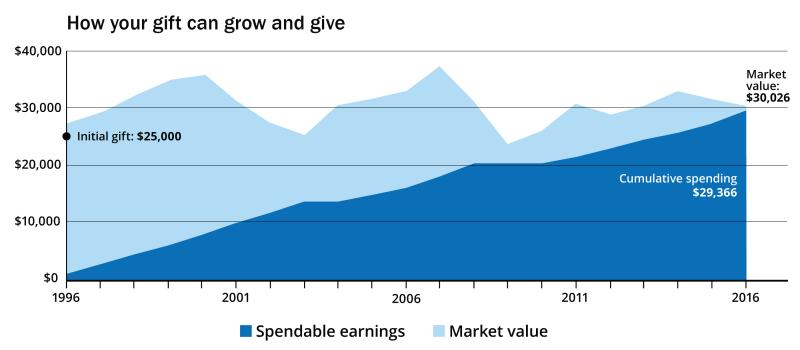 How your gift can grow and give
$40,000
$30,000
$20,000
$10,000
$0
Initial gift: $25,000
Market
value:
$30,026
Cumulative spending
$29,366
1996 2001 2006 2011 2016
Spendable earnings Market value